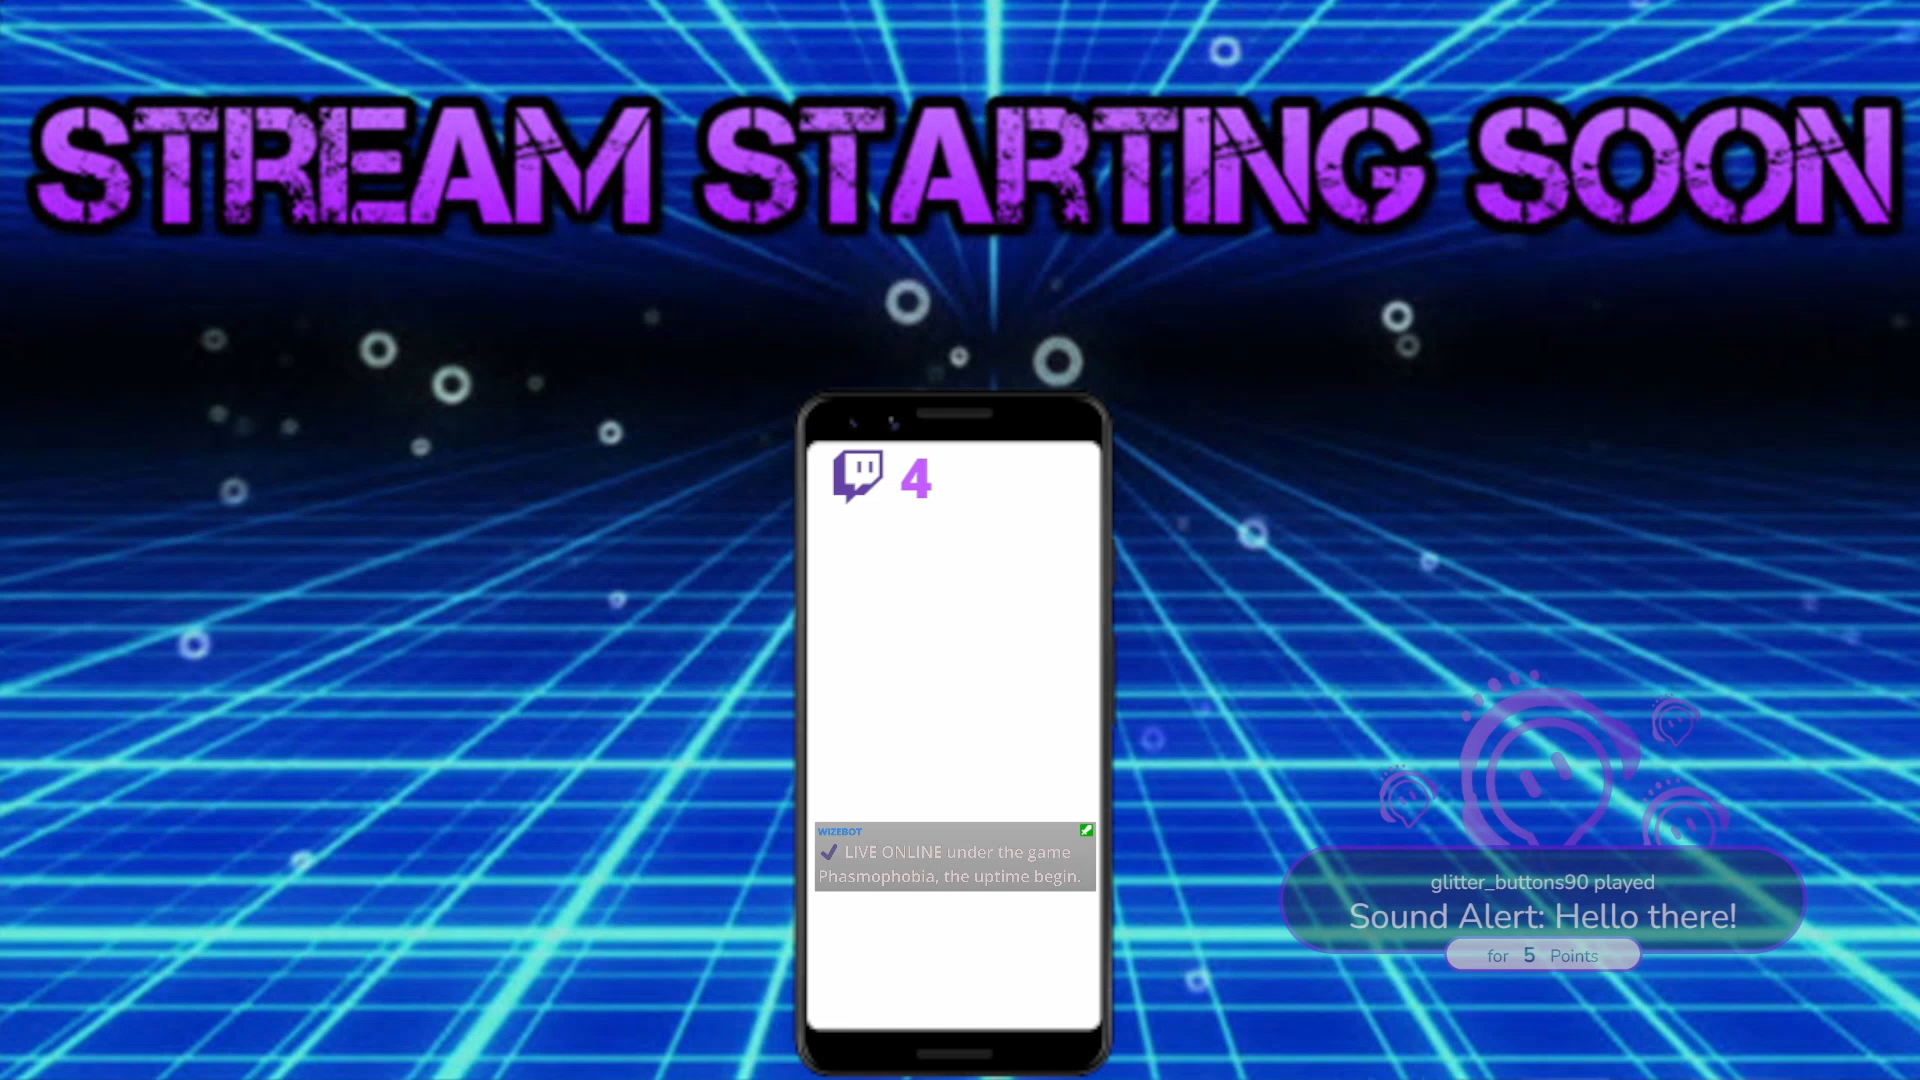 STREAM STARTING SOON
4
WIZEBOT
LIVE ONLINE under the game
Phasmophobia, the uptime begin.
glitter_buttons90 played
Sound Alert: Hello there!
for 5 Points